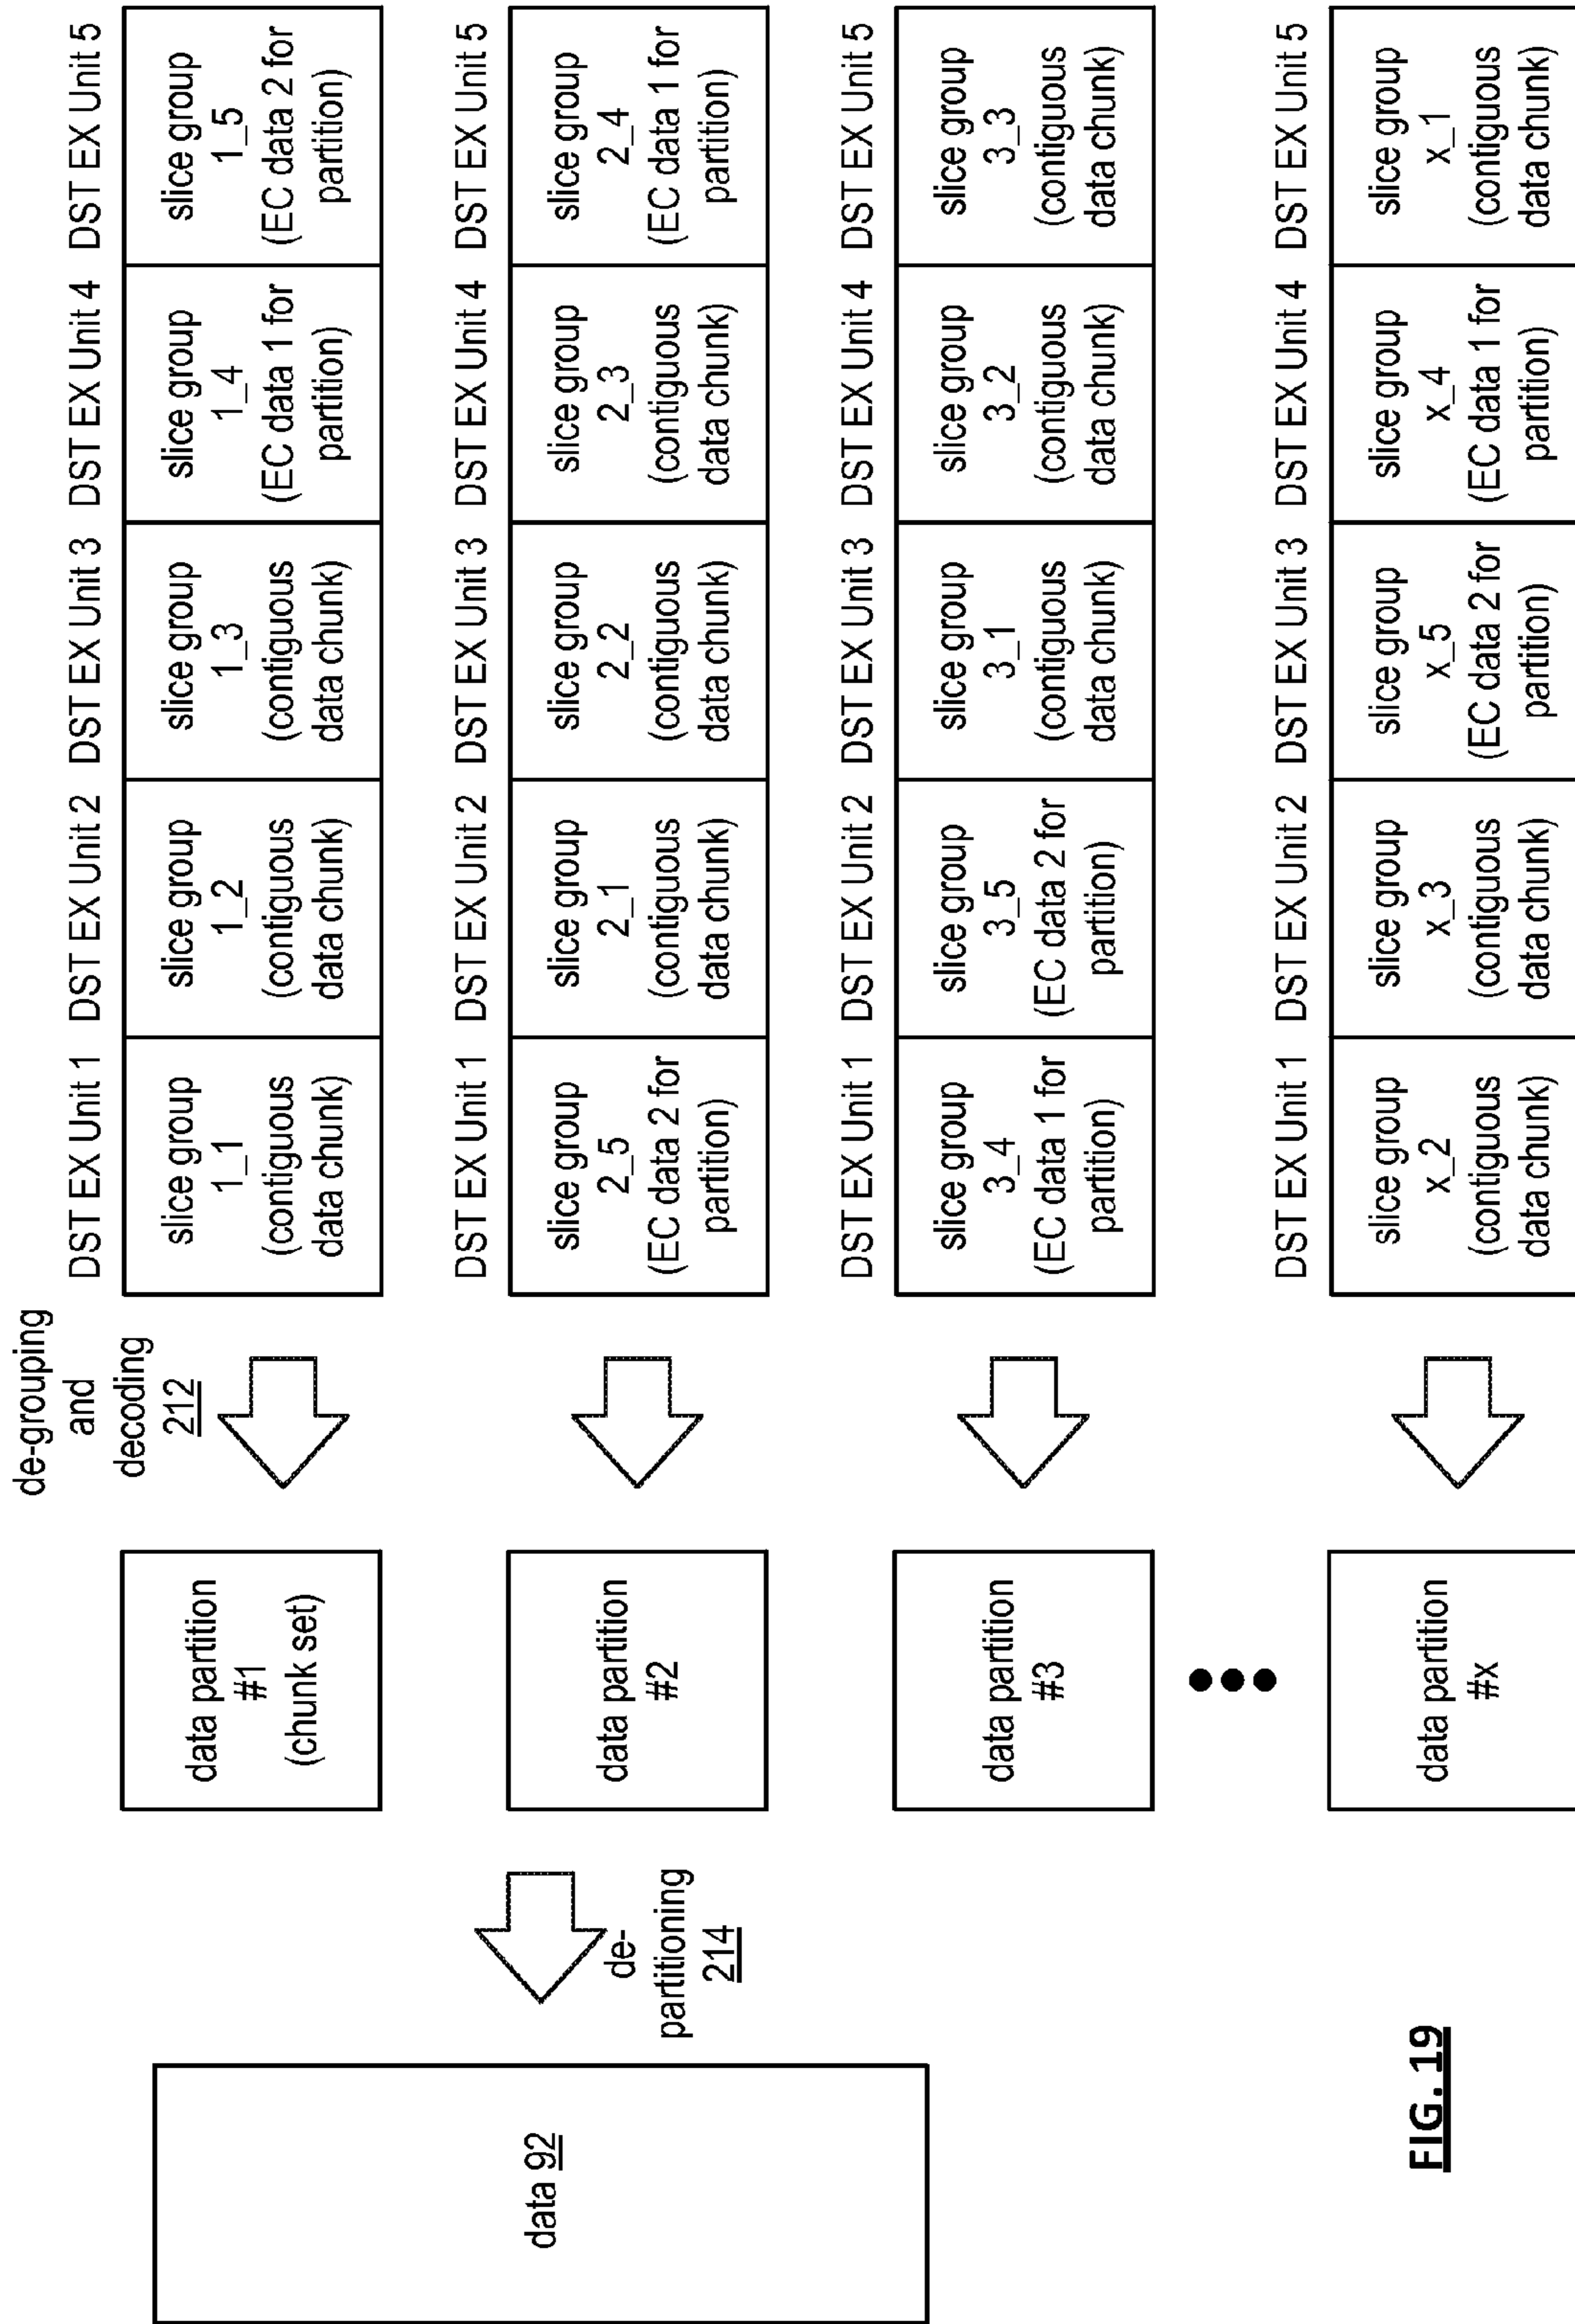 data 92
de-
partitioning
214
data partition
#1
(chunk set)
data partition
#2
data partition
#3
data partition
#x
de-grouping
and
decoding
212
DST EX Unit 1 DST EX Unit 2 DST EX Unit 3 DST EX Unit 4 DST EX Unit 5
slice group
1_1
(contiguous
data chunk)
slice group
1_2
(contiguous
data chunk)
slice group
1_3
(contiguous
data chunk)
slice group
1_4
(EC data 1 for
partition)
slice group
1_5
(EC data 2 for
partition)
DST EX Unit 1 DST EX Unit 2 DST EX Unit 3 DST EX Unit 4 DST EX Unit 5
slice group
2_5
(EC data 2 for
partition)
slice group
2_1
(contiguous
data chunk)
slice group
2_2
(contiguous
data chunk)
slice group
2_3
(contiguous
data chunk)
slice group
2_4
(EC data 1 for
partition)
DST EX Unit 1 DST EX Unit 2 DST EX Unit 3 DST EX Unit 4 DST EX Unit 5
slice group
3_4
(EC data 1 for
partition)
slice group
3_5
(EC data 2 for
partition)
slice group
3_1
(contiguous
data chunk)
slice group
3_2
(contiguous
data chunk)
slice group
3_3
(contiguous
data chunk)
DST EX Unit 1 DST EX Unit 2 DST EX Unit 3 DST EX Unit 4 DST EX Unit 5
slice group
x_2
(contiguous
data chunk)
slice group
x_3
(contiguous
data chunk)
slice group
x_5
(EC data 2 for
partition)
slice group
x_4
(EC data 1 for
partition)
slice group
x_1
(contiguous
data chunk)
FIG. 19